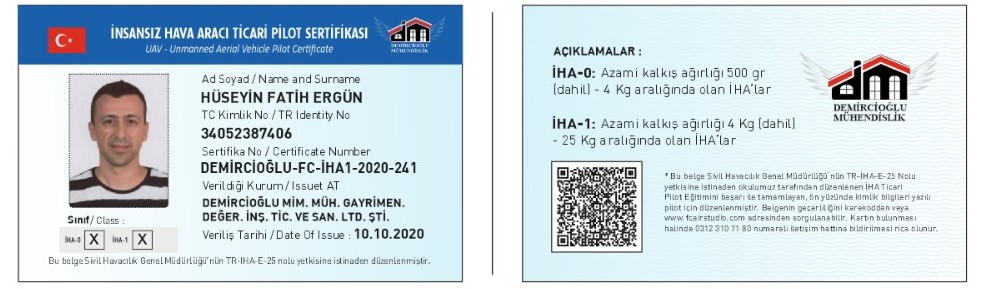 İNSANSIZ HAVA ARACI TİCARİ PİLOT SERTİFİKASI
UAV - Unmanned Aerial Vehicle Pilot Certificate
DEMİRCİOĞLU
MÜHENDİSLİK
Ad Soyad / Name and Surname
HÜSEYİN FATİH ERGÜN
TC Kimlik No / TR Identity No
34052387406
Sertifika No / Certificate Number
DEMİRCİOĞLU-FC-İHA1-2020-241
Verildiği Kurum / Issuet AT
DEMİRCİOĞLU MİM. MÜH. GAYRİMEN.
DEĞER. İNŞ. TİC. VE SAN. LTD. ŞTİ.
Veriliş Tarihi / Date Of Issue : 10.10.2020
Sınıf / Class :
İHA-0 X İHA-1 X
Bu belge Sivil Havacılık Genel Müdürlüğü'nün TR-IHA-E-25 nolu yetkisine istinaden düzenlenmiştir.
AÇIKLAMALAR :
İHA-0: Azami kalkış ağırlığı 500 gr
(dahil) - 4 Kg aralığında olan İHA'lar
İHA-1: Azami kalkış ağırlığı 4 Kg (dahil)
- 25 Kg aralığında olan İHA'lar
DEMİRCİOĞLU
MÜHENDİSLİK
* Bu belge Sivil Havacılık Genel Müdürlüğü'nün TR-İHA-E-25 Nolu
yetkisine istinaden okulumuz tarafından düzenlenen İHA Ticari
Pilot Eğitimini başarı ile tamamlayan, ön yüzünde kimlik bilgileri yazılı
pilot için düzenlenmiştir. Belgenin geçerliliğini karekoddan veya
www.fcairstudio.com adresinden sorgulanabilir. Kartın bulunması
halinde 0312 310 71 80 numaralı iletişim hattına bildirilmesi rica olunur.